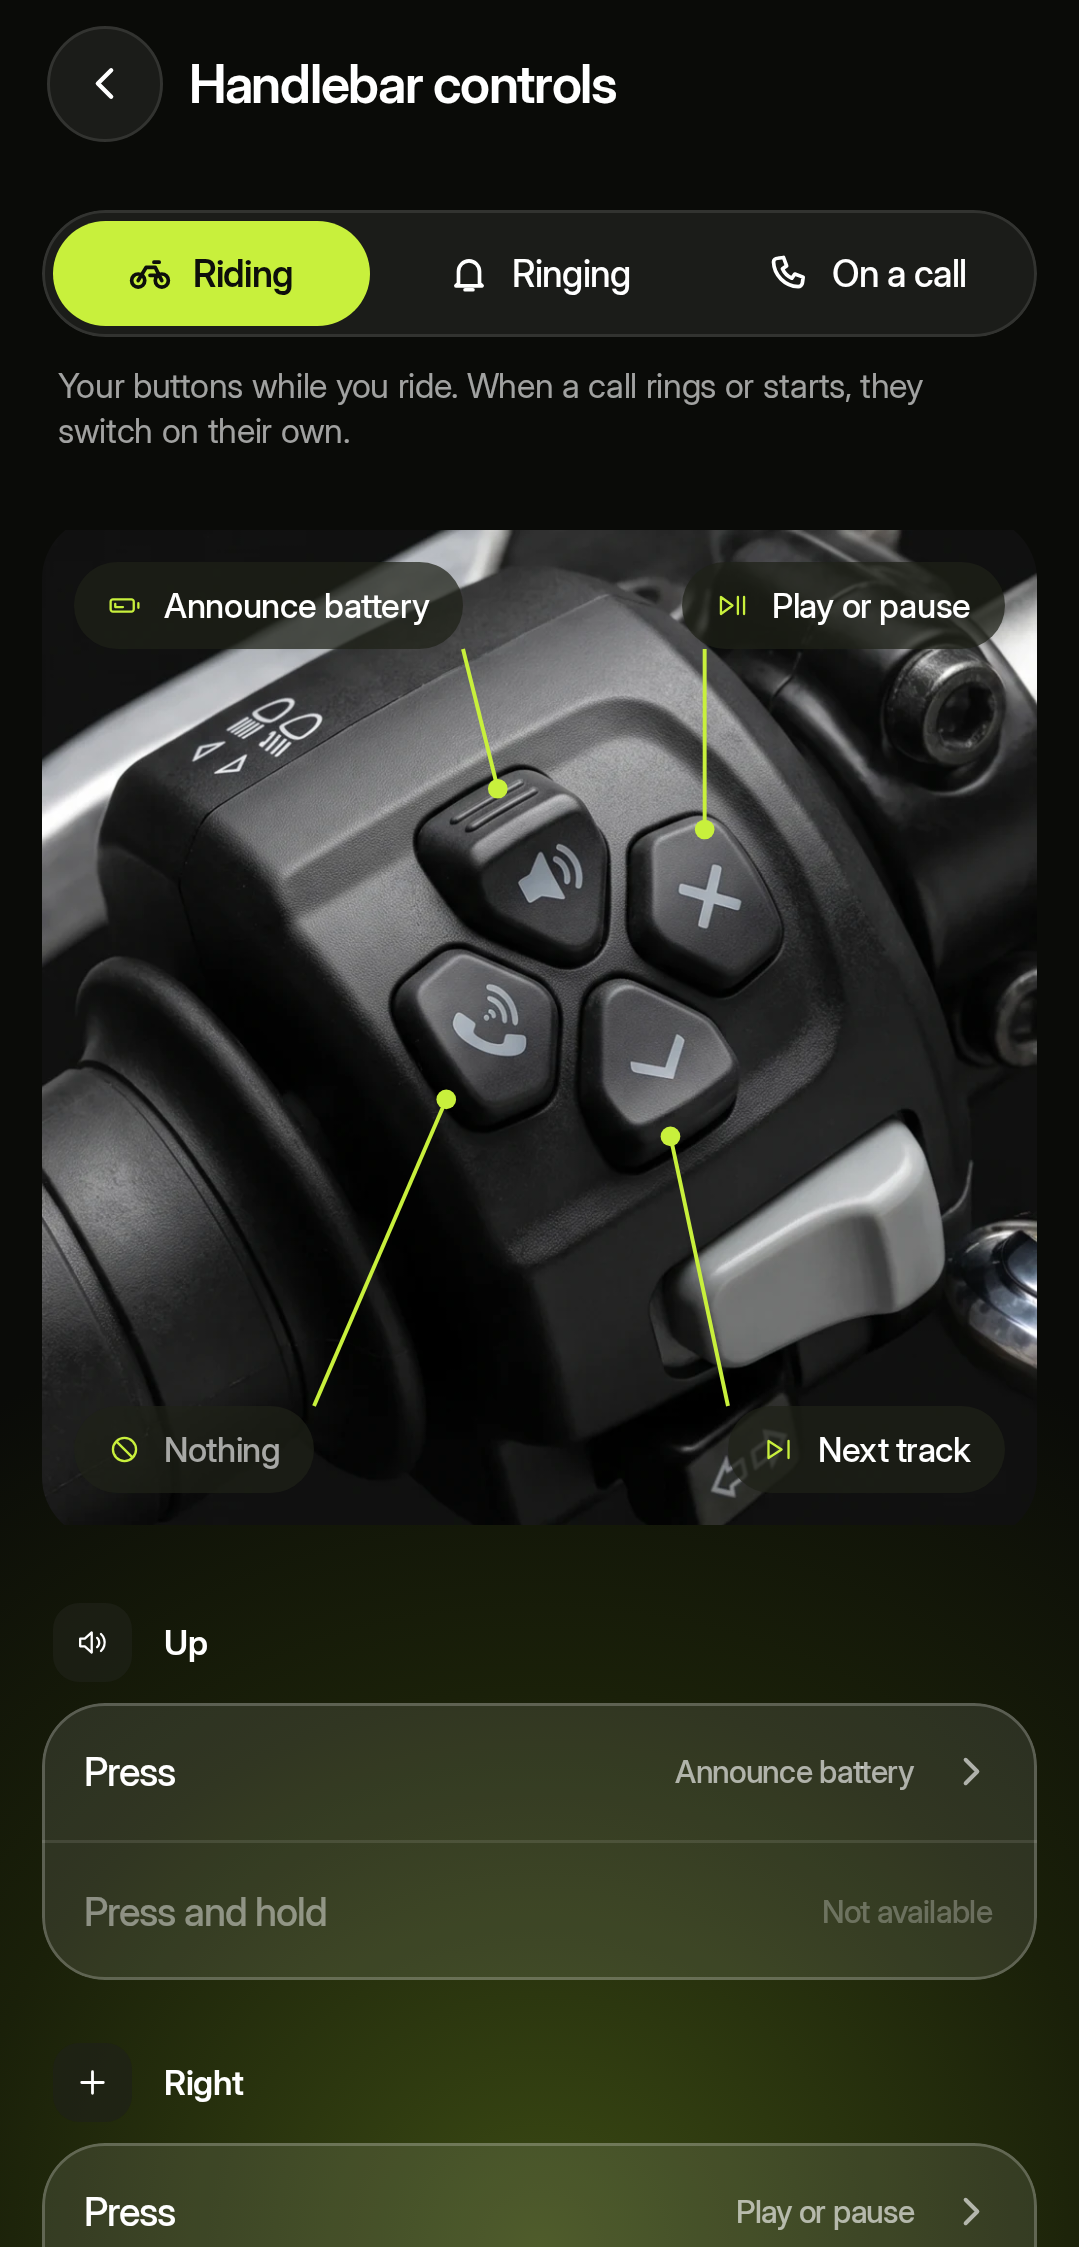 Handlebar controls
Riding
Ringing
On a call
Your buttons while you ride. When a call rings or starts, they
switch on their own.
Announce battery
Play or pause
Nothing
Next track
Up
Press
Announce battery
Press and hold
Not available
Right
Press
Play or pause